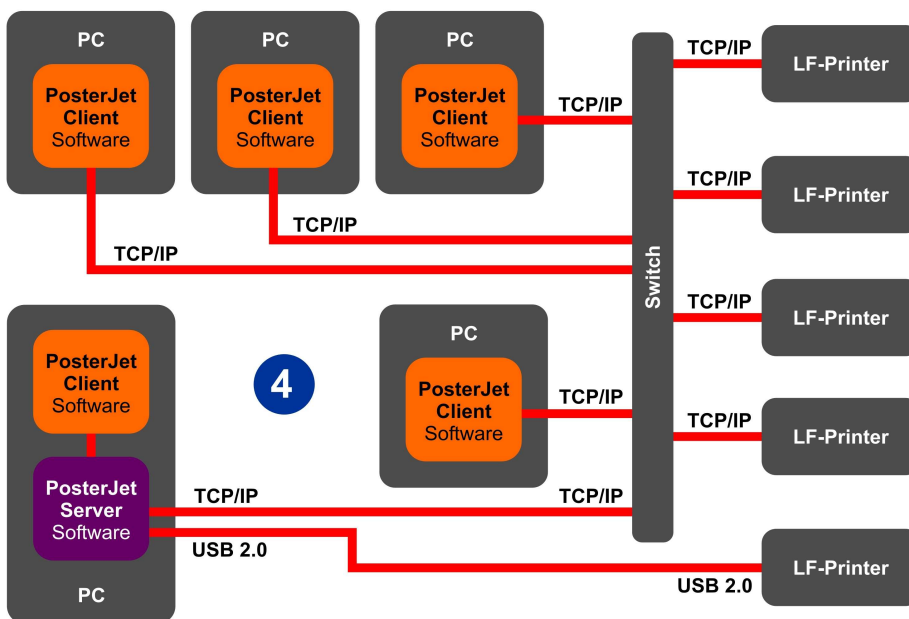 PC
PosterJet
Client
Software
PC
PosterJet
Client
Software
PC
PosterJet
Client
Software
TCP/IP
TCP/IP
TCP/IP
Switch
TCP/IP
LF-Printer
TCP/IP
LF-Printer
TCP/IP
LF-Printer
TCP/IP
LF-Printer
PosterJet
Client
Software
4
PC
PosterJet
Client
Software
TCP/IP
PosterJet
Server
Software
PC
TCP/IP
TCP/IP
USB 2.0
USB 2.0
LF-Printer